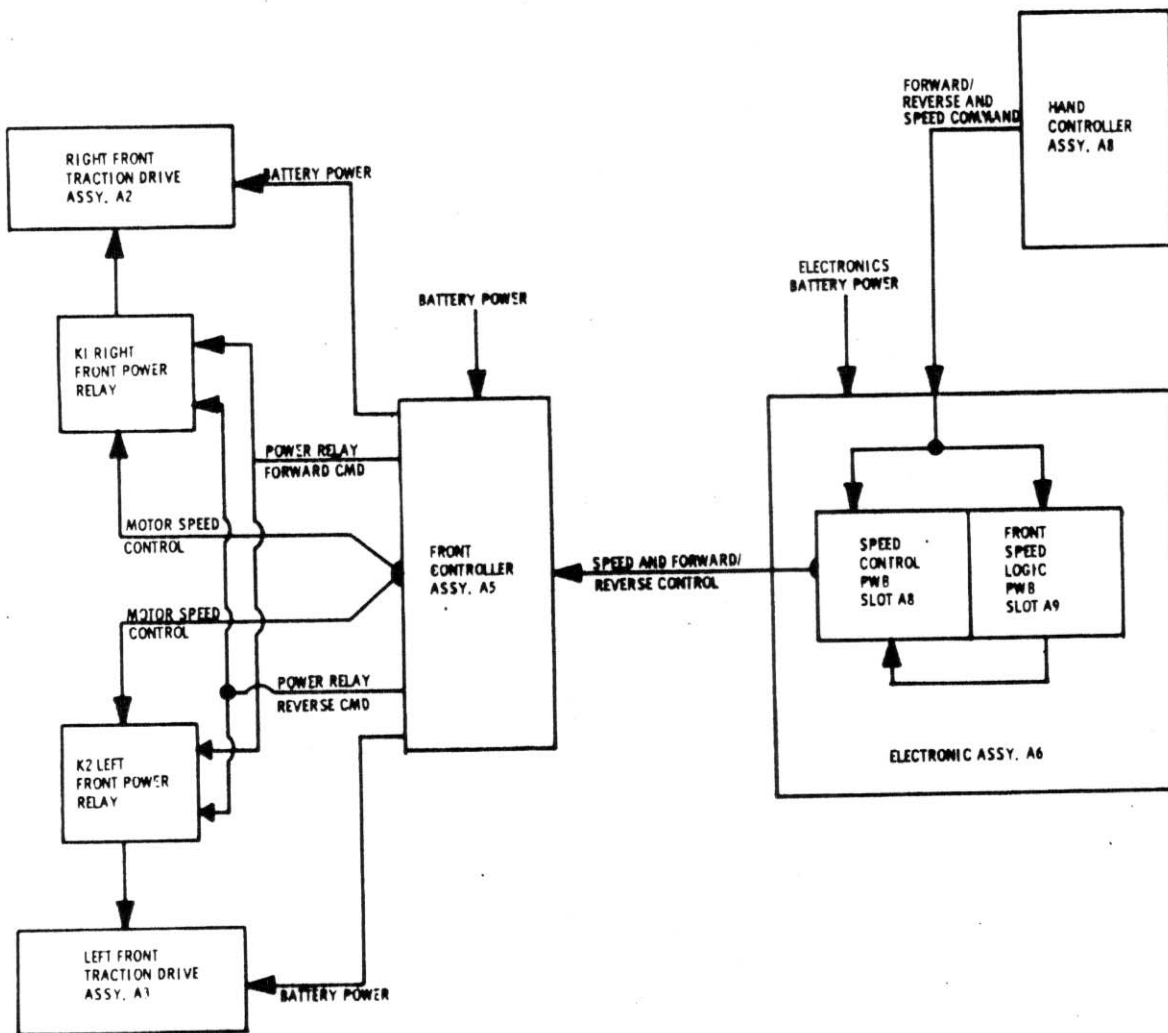 FORWARD/
REVERSE AND
SPEED COMMAND
HAND
CONTROLLER
ASSY, A8
RIGHT FRONT
TRACTION DRIVE
ASSY, A2
BATTERY POWER
ELECTRONICS
BATTERY POWER
BATTERY POWER
K1 RIGHT
FRONT POWER
RELAY
POWER RELAY
FORWARD CMD
MOTOR SPEED
CONTROL
FRONT
CONTROLLER
ASSY, A5
SPEED AND FORWARD/
REVERSE CONTROL
SPEED
CONTROL
PWB
SLOT A8
FRONT
SPEED
LOGIC
PWB
SLOT A9
MOTOR SPEED
CONTROL
POWER RELAY
REVERSE CMD
K2 LEFT
FRONT POWER
RELAY
ELECTRONIC ASSY, A6
LEFT FRONT
TRACTION DRIVE
ASSY, A3
BATTERY POWER